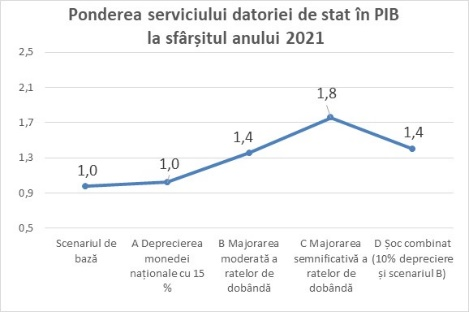 Ponderea serviciului datoriei de stat în PIB
la sfârșitul anului 2021
2,5
2,1
1,7
1,3
0,9
0,5
1,0
1,0
1,4
1,8
1,4
Scenariul de
bază
A Deprecierea
monedei
naționale cu 15
%
B Majorarea
moderată a
ratelor de
dobândă
C Majorarea
semnificativă a
ratelor de
dobândă
D Șoc combinat
(10% depreciere
și scenariul B)